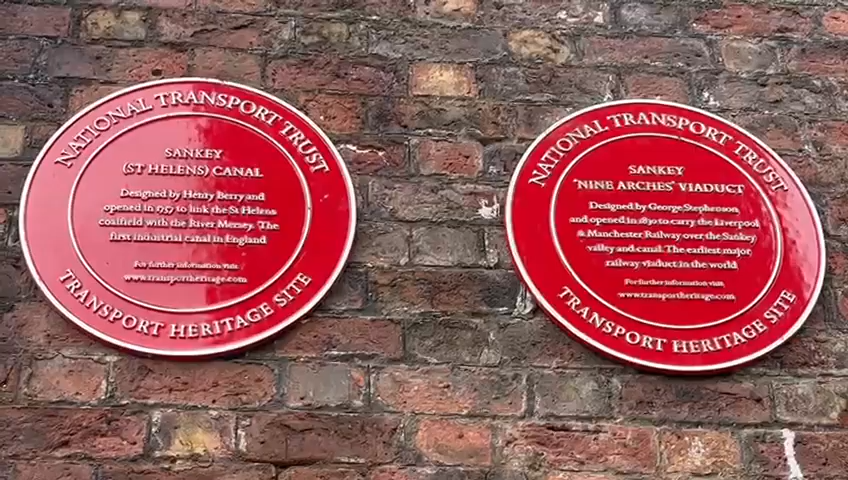 NATIONAL TRANSPORT TRUST
SANKEY
(ST HELENS) CANAL
Designed by Henry Berry and
opened in 1757 to link the St Helens
coalfield with the River Mersey. The
first industrial canal in England
For further information visit
www.transportheritage.com
TRANSPORT HERITAGE SITE
NATIONAL TRANSPORT TRUST
SANKEY
'NINE ARCHES' VIADUCT
Designed by George Stephenson
and opened in 1830 to carry the Liverpool
& Manchester Railway over the Sankey
valley and canal. The earliest major
railway viaduct in the world
For further information visit
www.transportheritage.com
TRANSPORT HERITAGE SITE